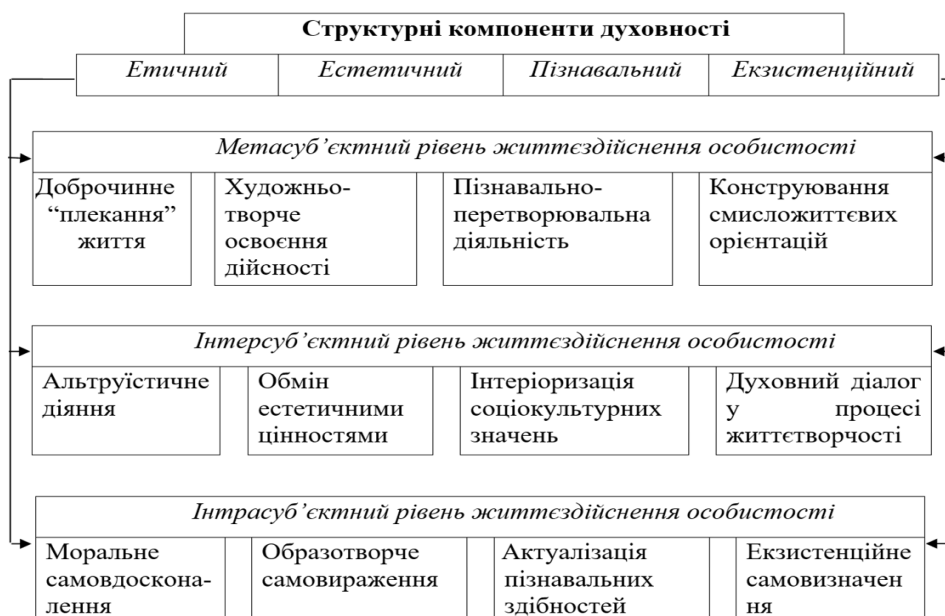 Структурні компоненти духовності
Етичний Естетичний Пізнавальний Екзистенційний
Метасуб’єктний рівень життєздійснення особистості
Доброчинне
“плекання”
життя
Художньо-
творче
освоєння
дійсності
Пізнавально-
перетворювальна
діяльність
Конструювання
смисложиттєвих
орієнтацій
Інтерсуб’єктний рівень життєздійснення особистості
Альтруїстичне
діяння
Обмін
естетичними
цінностями
Інтеріоризація
соціокультурних
значень
Духовний діалог
у процесі
життєтворчості
Інтрасуб’єктний рівень життєздійснення особистості
Моральне
самовдоскона-
лення
Образотворче
самовираження
Актуалізація
пізнавальних
здібностей
Екзистенційне
самовизначен
ня